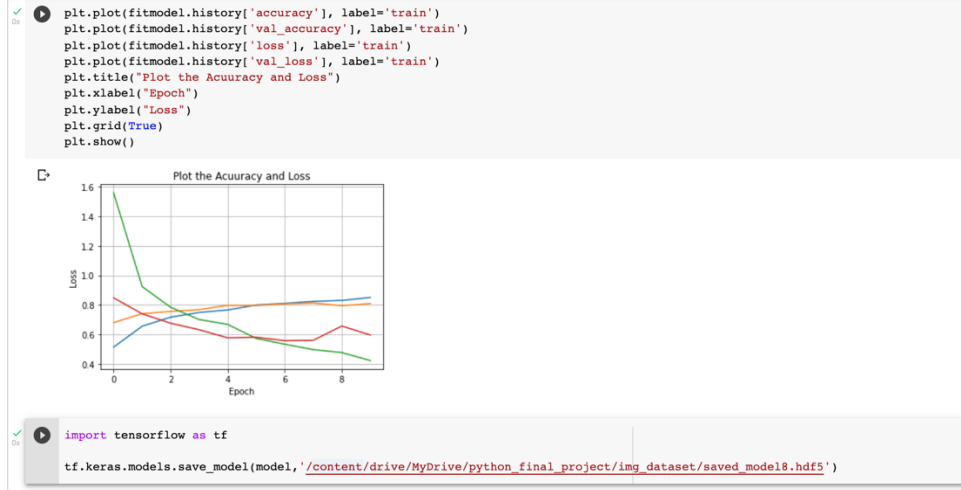 plt.plot(fitmodel.history['accuracy'], label='train')
plt.plot(fitmodel.history['val_accuracy'], label='train')
plt.plot(fitmodel.history['loss'], label='train')
plt.plot(fitmodel.history['val_loss'], label='train')
plt.title("Plot the Acuuracy and Loss")
plt.xlabel("Epoch")
plt.ylabel("Loss")
plt.grid(True)
plt.show()
0s
Plot the Acuuracy and Loss
1.6
1.4
1.2
1.0
0.8
0.6
0.4
Loss
0 2 4 6 8
Epoch
0s
import tensorflow as tf
tf.keras.models.save_model(model,'/content/drive/MyDrive/python_final_project/img_dataset/saved_model8.hdf5')